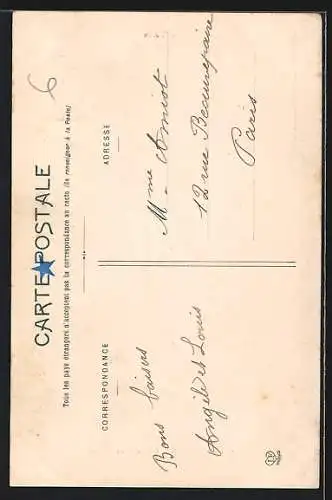 CARTE POSTALE
Tous les pays étrangers n'acceptent pas la correspondance au recto (Se renseigner à la Poste)
CORRESPONDANCE
Bons baisers
Angèle et Louis
ADRESSE
Mme Amiot
12 rue Beaurepaire
Paris
6